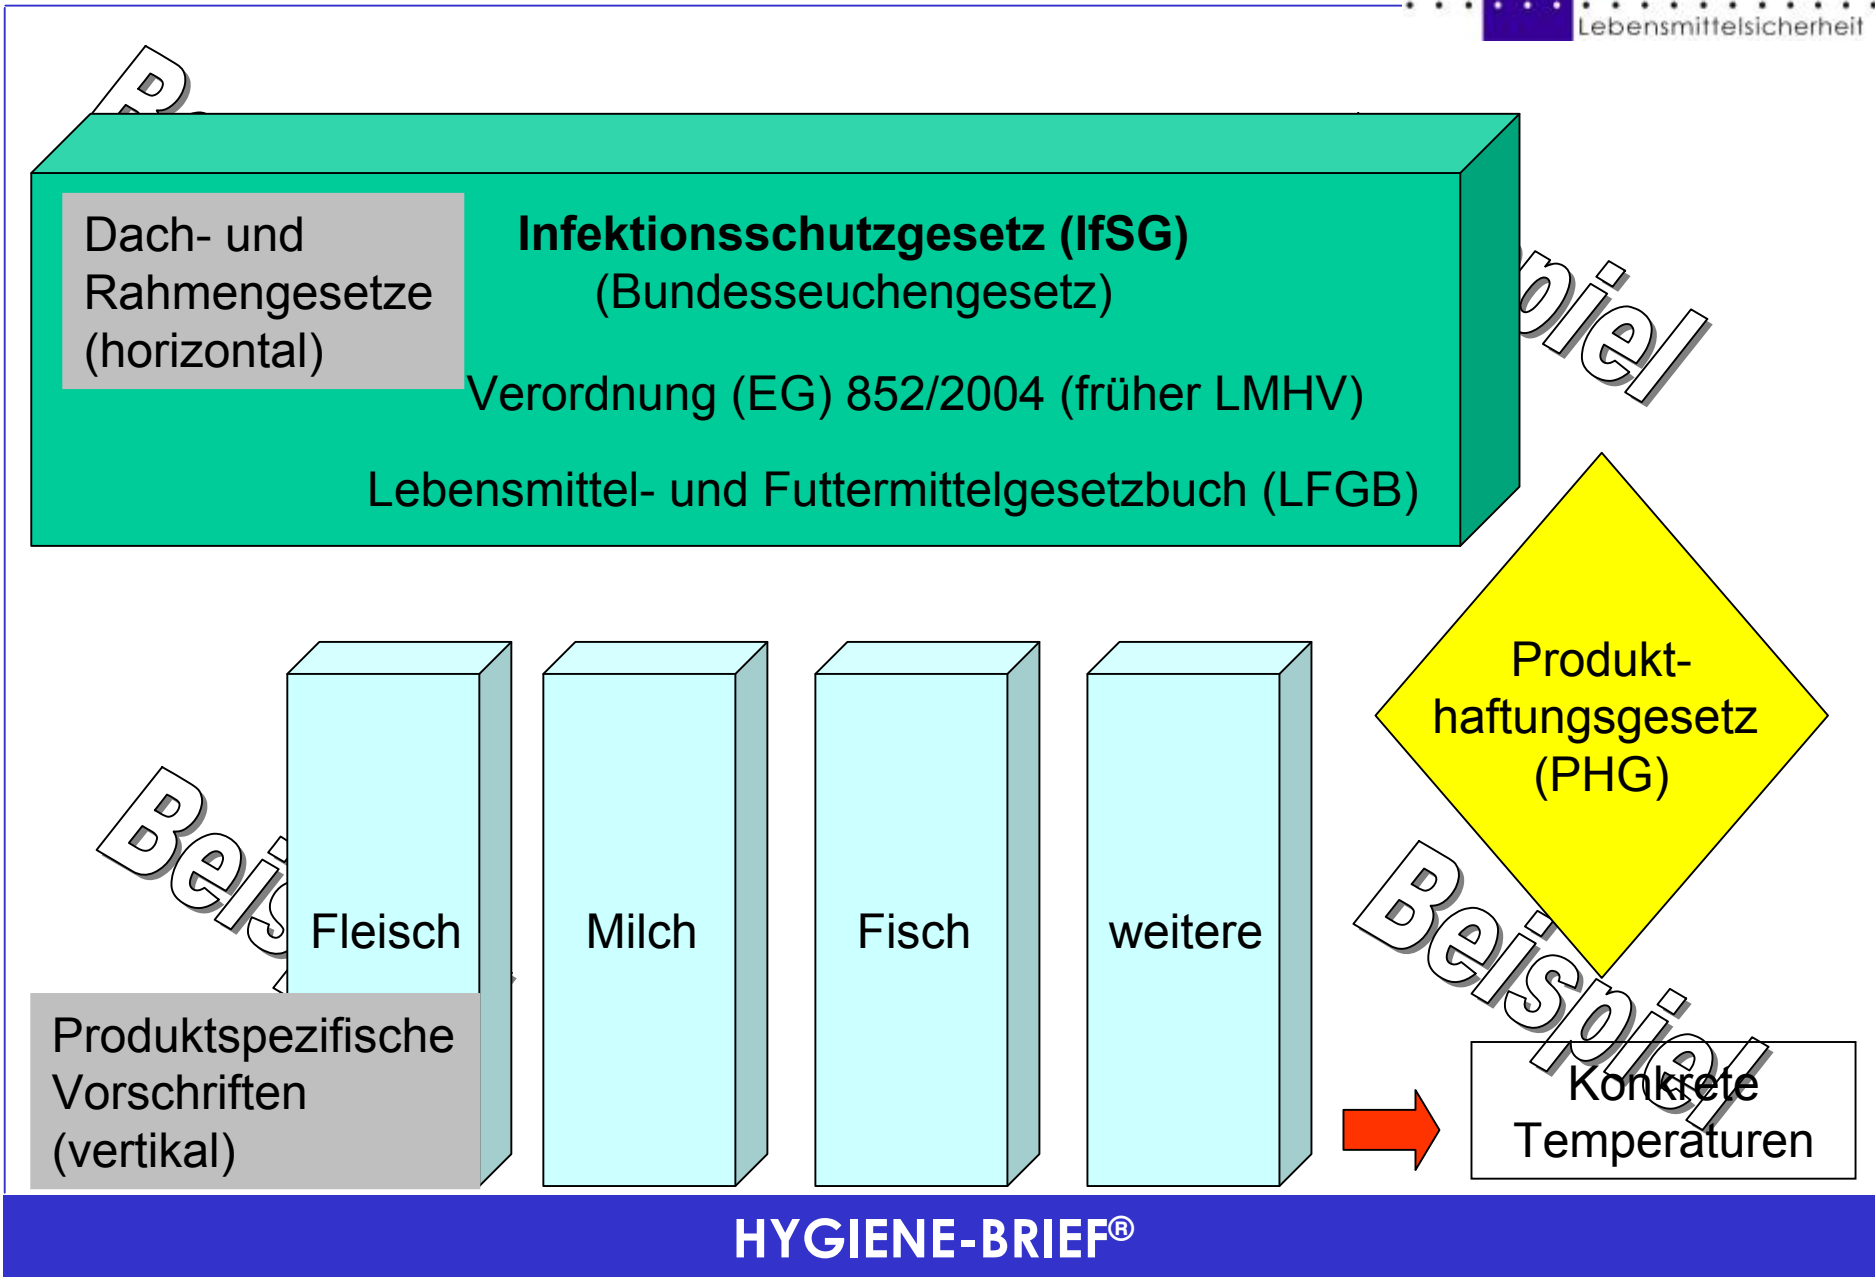 Lebensmittelsicherheit
Dach- und
Rahmengesetze
(horizontal)
Infektionsschutzgesetz (IfSG)
(Bundesseuchengesetz)
Verordnung (EG) 852/2004 (früher LMHV)
Lebensmittel- und Futtermittelgesetzbuch (LFGB)
Produkt-
haftungsgesetz
(PHG)
Fleisch
Milch
Fisch
weitere
Beispiel
Produktspezifische
Vorschriften
(vertikal)
Konkrete
Temperaturen
HYGIENE-BRIEF®